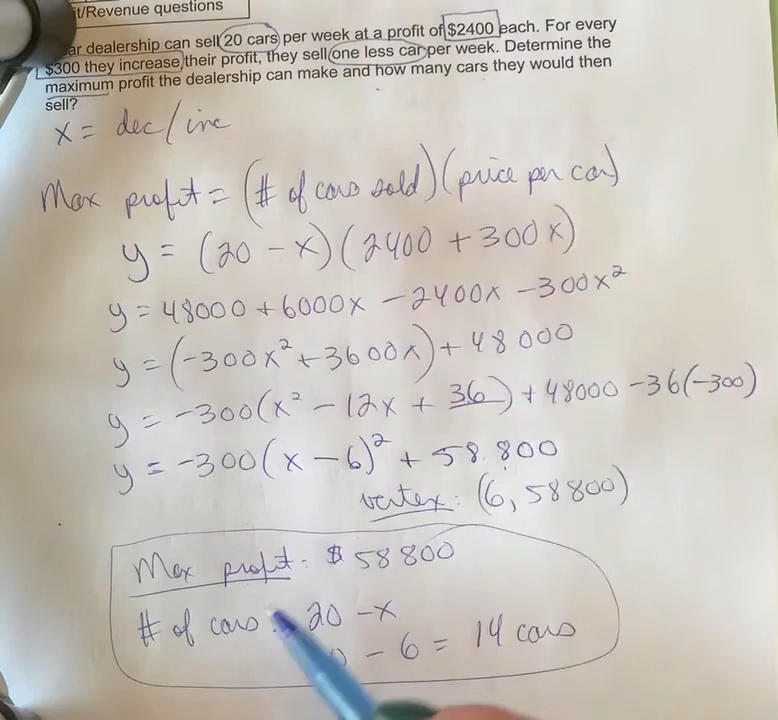 it/Revenue questions
ar dealership can sell 20 cars per week at a profit of $2400 each. For every
$300 they increase their profit, they sell one less car per week. Determine the
maximum profit the dealership can make and how many cars they would then
sell?
x = dec/inc
Max profit = (# of cars sold)(price per car)
y = (20 - x)(2400 + 300x)
y = 48000 + 6000x - 2400x - 300x²
y = (-300x² + 3600x) + 48000
y = -300(x² - 12x + 36) + 48000 - 36(-300)
y = -300(x - 6)² + 58 800
vertex: (6, 58800)
Max profit: $ 58800
# of cars: 20 - x
- 6 = 14 cars